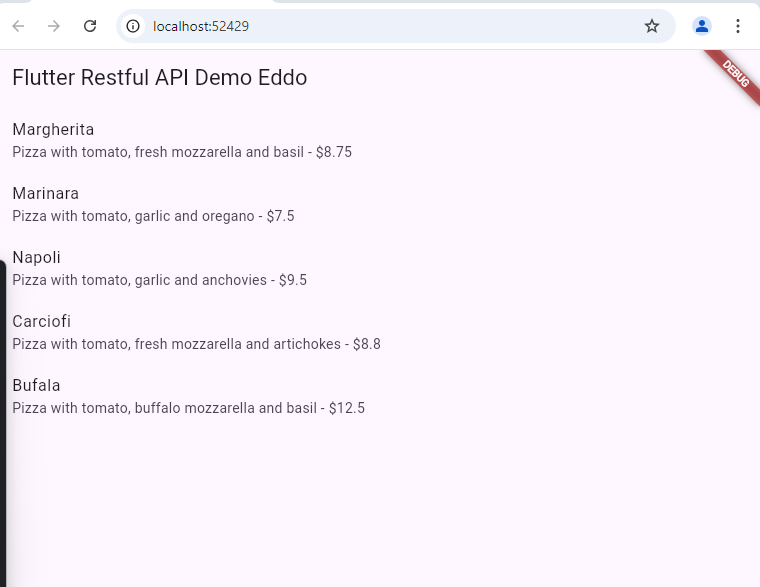 localhost:52429
Flutter Restful API Demo Eddo
DEBUG
Margherita
Pizza with tomato, fresh mozzarella and basil - $8.75
Marinara
Pizza with tomato, garlic and oregano - $7.5
Napoli
Pizza with tomato, garlic and anchovies - $9.5
Carciofi
Pizza with tomato, fresh mozzarella and artichokes - $8.8
Bufala
Pizza with tomato, buffalo mozzarella and basil - $12.5